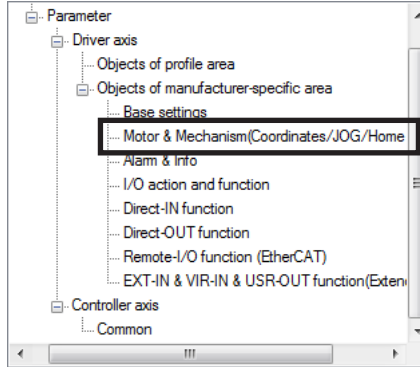 Parameter
Driver axis
Objects of profile area
Objects of manufacturer-specific area
Base settings
Motor & Mechanism(Coordinates/JOG/Home
Alarm & Info
I/O action and function
Direct-IN function
Direct-OUT function
Remote-I/O function (EtherCAT)
EXT-IN & VIR-IN & USR-OUT function(Exten
Controller axis
Common